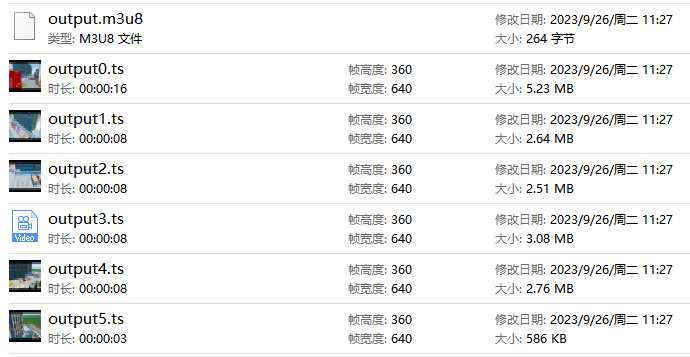 output.m3u8 修改日期: 2023/9/26/周二 11:27
类型: M3U8 文件 大小: 264 字节
output0.ts 帧高度: 360 修改日期: 2023/9/26/周二 11:27
时长: 00:00:16 帧宽度: 640 大小: 5.23 MB
output1.ts 帧高度: 360 修改日期: 2023/9/26/周二 11:27
时长: 00:00:08 帧宽度: 640 大小: 2.64 MB
output2.ts 帧高度: 360 修改日期: 2023/9/26/周二 11:27
时长: 00:00:08 帧宽度: 640 大小: 2.51 MB
output3.ts 帧高度: 360 修改日期: 2023/9/26/周二 11:27
Video 时长: 00:00:08 帧宽度: 640 大小: 3.08 MB
output4.ts 帧高度: 360 修改日期: 2023/9/26/周二 11:27
时长: 00:00:08 帧宽度: 640 大小: 2.76 MB
output5.ts 帧高度: 360 修改日期: 2023/9/26/周二 11:27
时长: 00:00:03 帧宽度: 640 大小: 586 KB